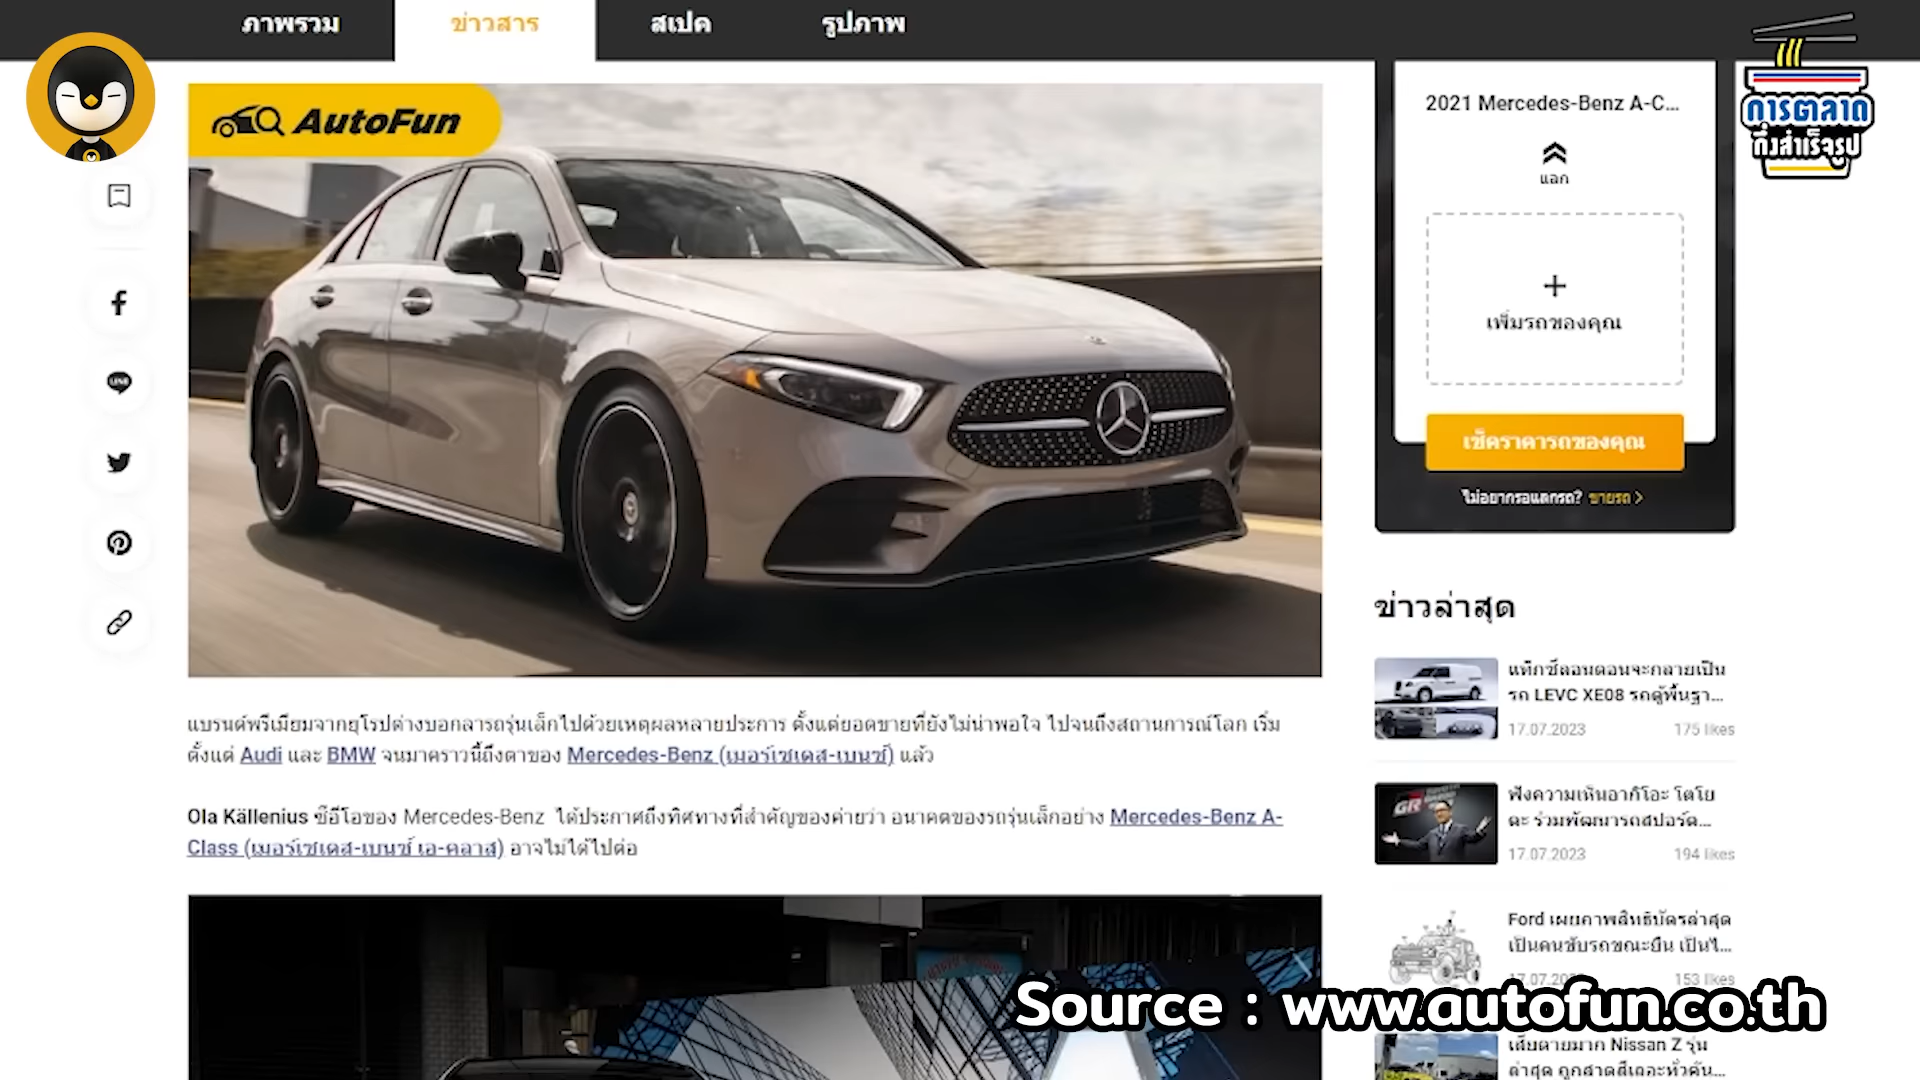 ภาพรวม
ข่าวสาร
สเปค
รูปภาพ
การตลาด
กึ่งสำเร็จรูป
AutoFun
2021 Mercedes-Benz A-C...
แลก
เพิ่มรถของคุณ
เช็คราคารถของคุณ
ไม่อยากรอแลกรถ? ขายรถ >
LINE
แบรนด์พรีเมียมจากยุโรปต่างบอกลารถรุ่นเล็กไปด้วยเหตุผลหลายประการ ตั้งแต่ยอดขายที่ยังไม่น่าพอใจ ไปจนถึงสถานการณ์โลก เริ่ม
ตั้งแต่ Audi และ BMW จนมาคราวนี้ถึงตาของ Mercedes-Benz (เมอร์เซเดส-เบนซ์) แล้ว
Ola Källenius ซีอีโอของ Mercedes-Benz ได้ประกาศถึงทิศทางที่สำคัญของค่ายว่า อนาคตของรถรุ่นเล็กอย่าง Mercedes-Benz A-
Class (เมอร์เซเดส-เบนซ์ เอ-คลาส) อาจไม่ได้ไปต่อ
ข่าวล่าสุด
แท็กซี่ลอนดอนจะกลายเป็น
รถ LEVC XE08 รถตู้พื้นฐา...
17.07.2023 175 likes
GR
ฟังความเห็นอากิโอะ โตโย
ดะ ร่วมพัฒนารถสปอร์ต...
17.07.2023 194 likes
Ford เผยภาพสิทธิบัตรล่าสุด
เป็นคนขับรถขณะยืน เป็นไ...
17.07.2023 153 likes
Source : www.autofun.co.th
เสียดายมาก Nissan Z รุ่น
ล่าสุด ถูกสาดสีเลอะทั่วคัน...